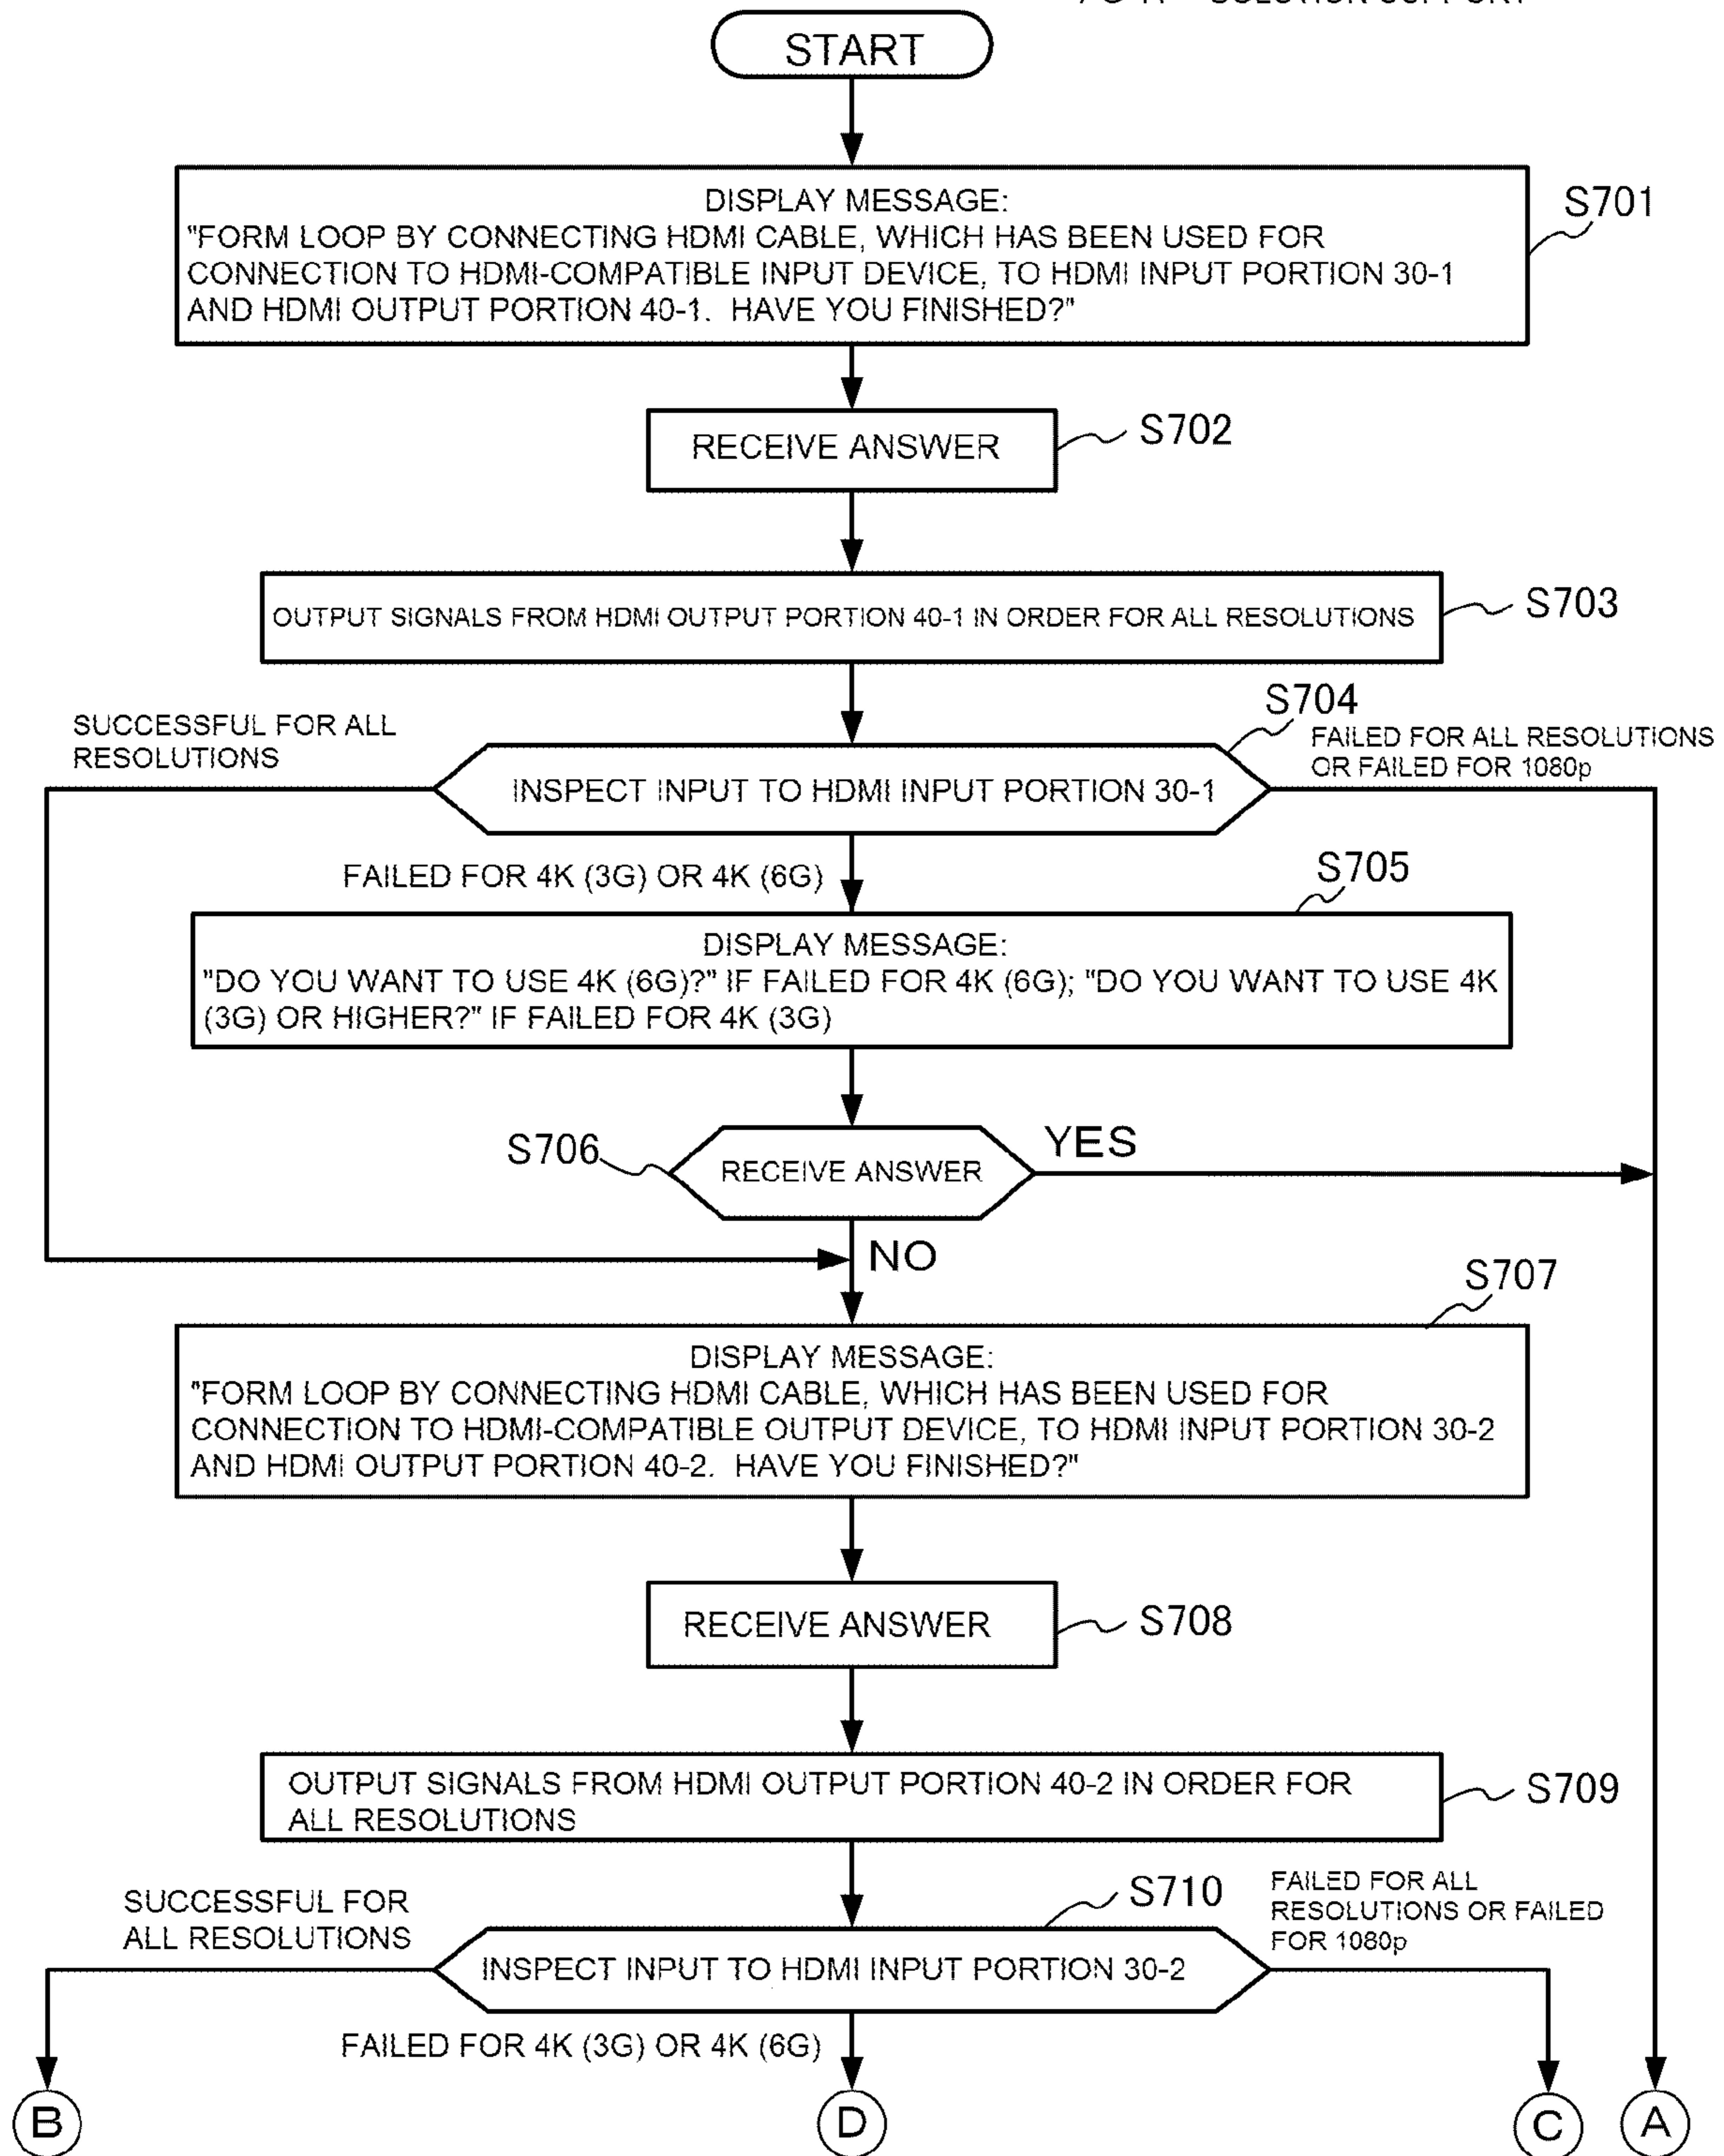 SOLUTION SUPPORT
START
DISPLAY MESSAGE:
"FORM LOOP BY CONNECTING HDMI CABLE, WHICH HAS BEEN USED FOR
CONNECTION TO HDMI-COMPATIBLE INPUT DEVICE, TO HDMI INPUT PORTION 30-1
AND HDMI OUTPUT PORTION 40-1. HAVE YOU FINISHED?"
S701
RECEIVE ANSWER
S702
OUTPUT SIGNALS FROM HDMI OUTPUT PORTION 40-1 IN ORDER FOR ALL RESOLUTIONS
S703
S704
SUCCESSFUL FOR ALL
RESOLUTIONS
FAILED FOR ALL RESOLUTIONS
OR FAILED FOR 1080p
INSPECT INPUT TO HDMI INPUT PORTION 30-1
FAILED FOR 4K (3G) OR 4K (6G)
S705
DISPLAY MESSAGE:
"DO YOU WANT TO USE 4K (6G)?" IF FAILED FOR 4K (6G); "DO YOU WANT TO USE 4K
(3G) OR HIGHER?" IF FAILED FOR 4K (3G)
S706
RECEIVE ANSWER
YES
NO
S707
DISPLAY MESSAGE:
"FORM LOOP BY CONNECTING HDMI CABLE, WHICH HAS BEEN USED FOR
CONNECTION TO HDMI-COMPATIBLE OUTPUT DEVICE, TO HDMI INPUT PORTION 30-2
AND HDMI OUTPUT PORTION 40-2. HAVE YOU FINISHED?"
RECEIVE ANSWER
S708
OUTPUT SIGNALS FROM HDMI OUTPUT PORTION 40-2 IN ORDER FOR
ALL RESOLUTIONS
S709
S710
SUCCESSFUL FOR
ALL RESOLUTIONS
FAILED FOR ALL
RESOLUTIONS OR FAILED
FOR 1080p
INSPECT INPUT TO HDMI INPUT PORTION 30-2
FAILED FOR 4K (3G) OR 4K (6G)
B
D
C
A